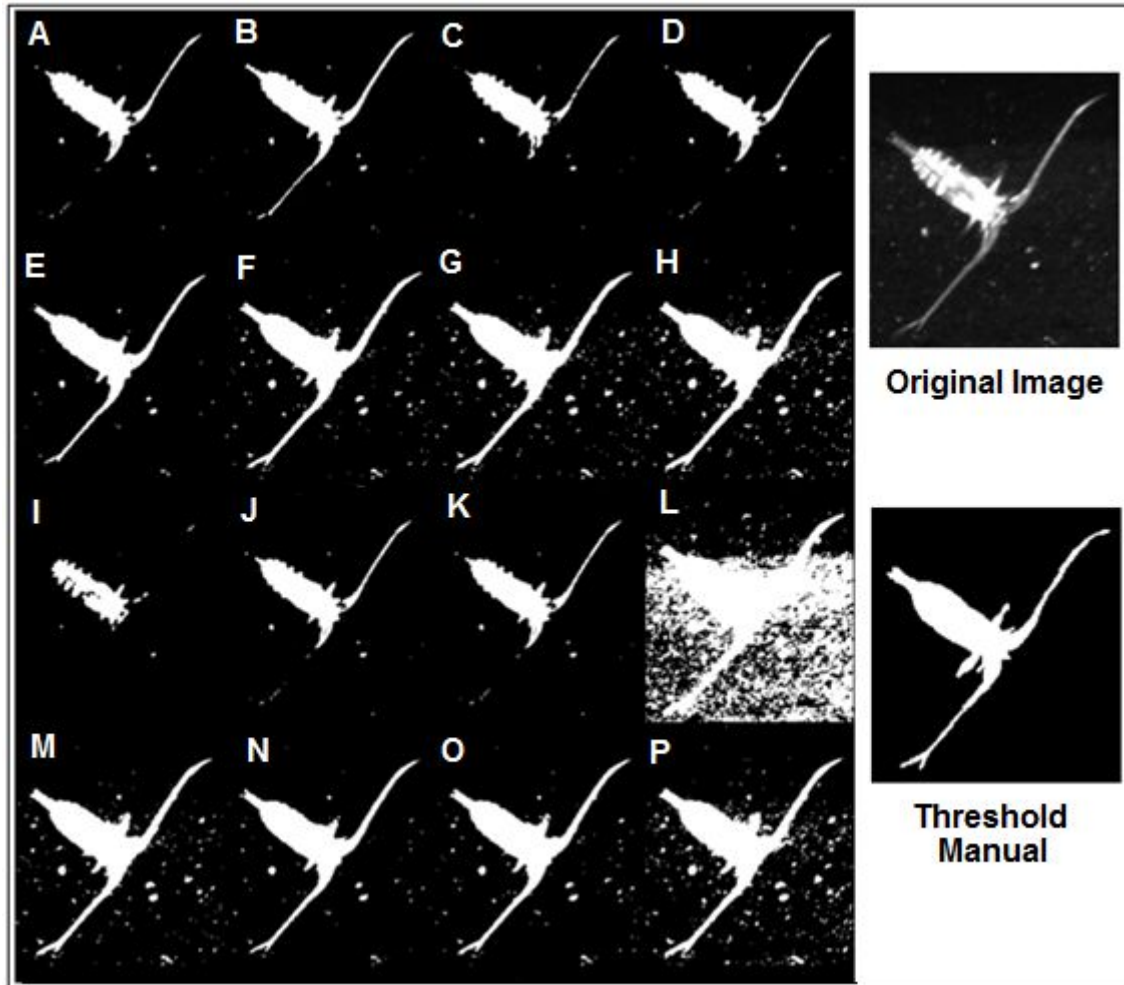 A B C D
E F G H
I J K L
M N O P
Original Image
Threshold
Manual